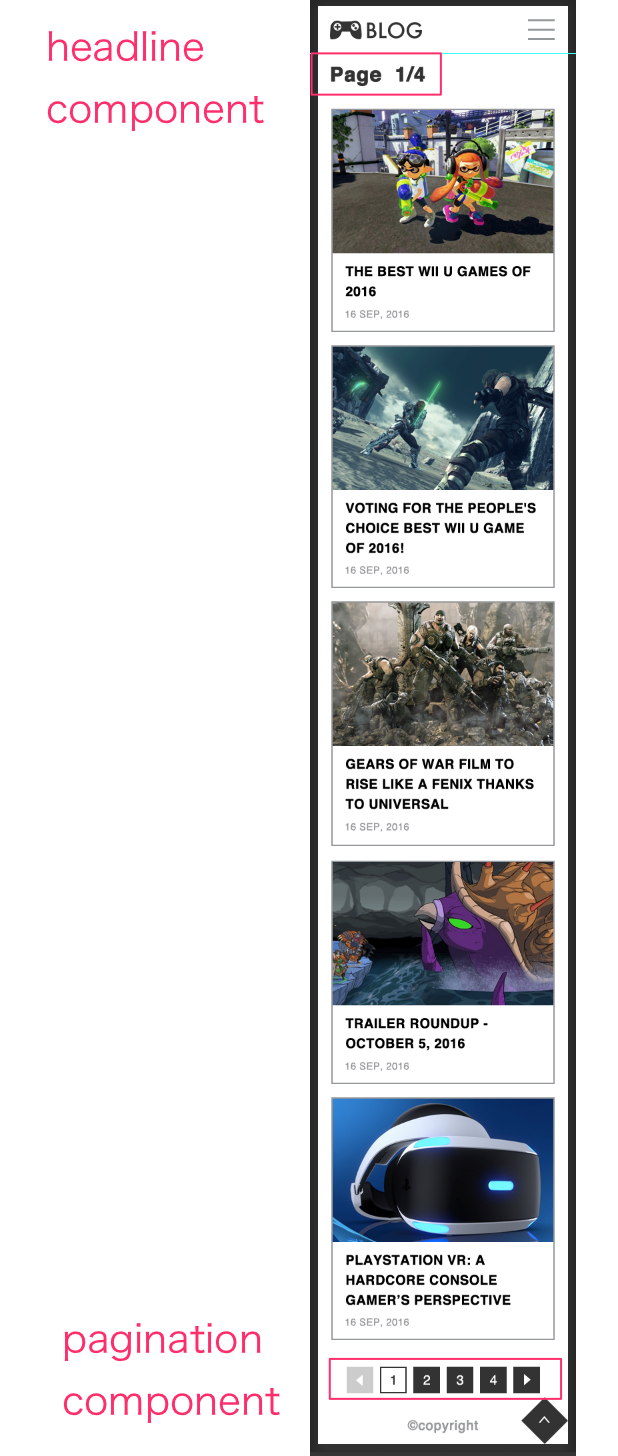 headline
component
BLOG
Page 1/4
THE BEST WII U GAMES OF
2016
16 SEP, 2016
VOTING FOR THE PEOPLE'S
CHOICE BEST WII U GAME
OF 2016!
16 SEP, 2016
GEARS OF WAR FILM TO
RISE LIKE A FENIX THANKS
TO UNIVERSAL
16 SEP, 2016
TRAILER ROUNDUP -
OCTOBER 5, 2016
16 SEP, 2016
PLAYSTATION VR: A
HARDCORE CONSOLE
GAMER’S PERSPECTIVE
16 SEP, 2016
pagination
component
1 2 3 4
©copyright